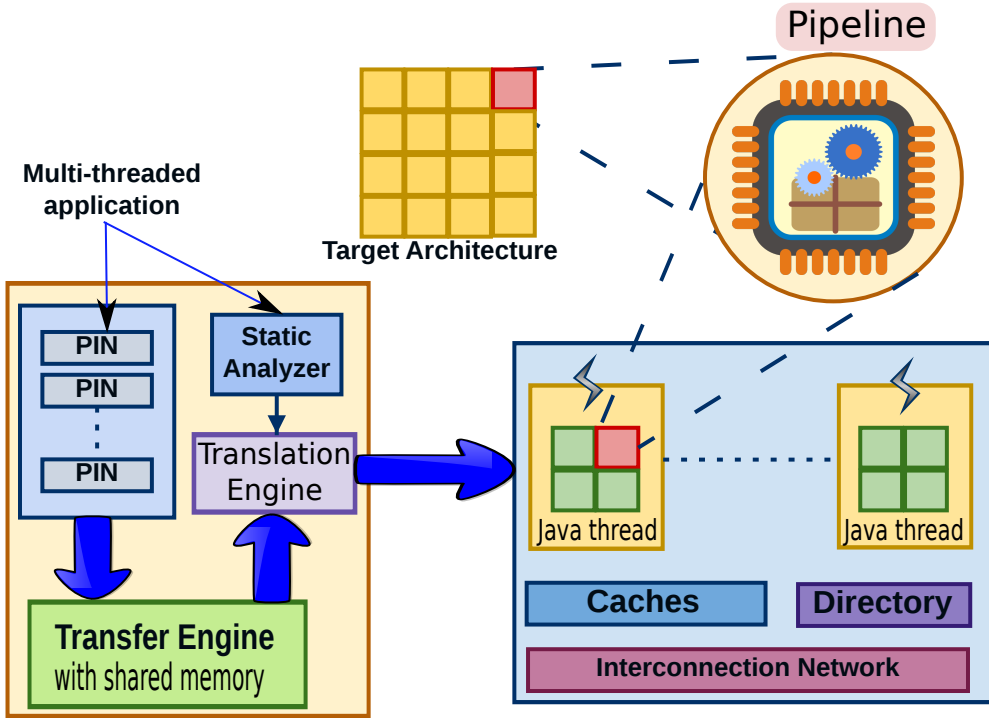 Pipeline
Multi-threaded
application
Target Architecture
PIN
PIN
PIN
Static
Analyzer
Translation
Engine
Transfer Engine
with shared memory
Java thread
Java thread
Caches
Directory
Interconnection Network